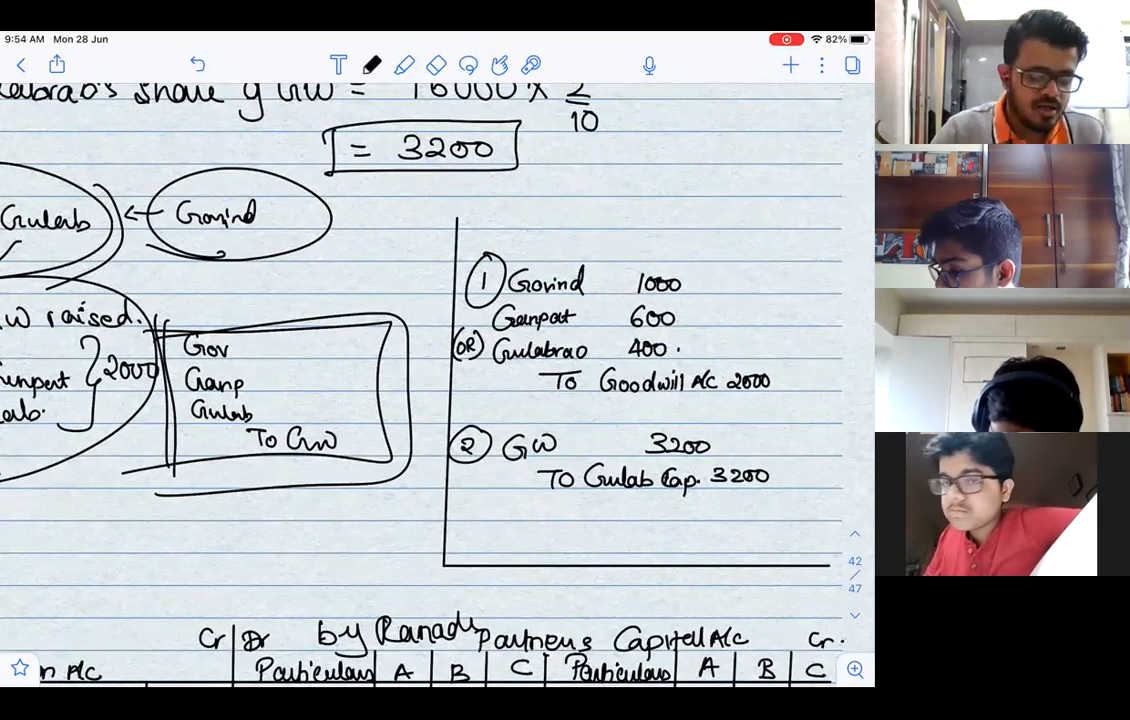 9:54 AM Mon 28 Jun
82%
share of GW = 16000 × 2/10
= 3200
Gulab ← Govind
GW raised.
2000
Gov
Ganp
Gulab
To GW
1 Govind 1000
Ganpat 600
(OR) Gulabrao 400.
To Goodwill A/c 2000
2 GW 3200
To Gulab Cap. 3200
42
/
47
Cr Dr by Ranade Partners Capital A/c Cr.
A/c Particulars A B C Particulars A B C